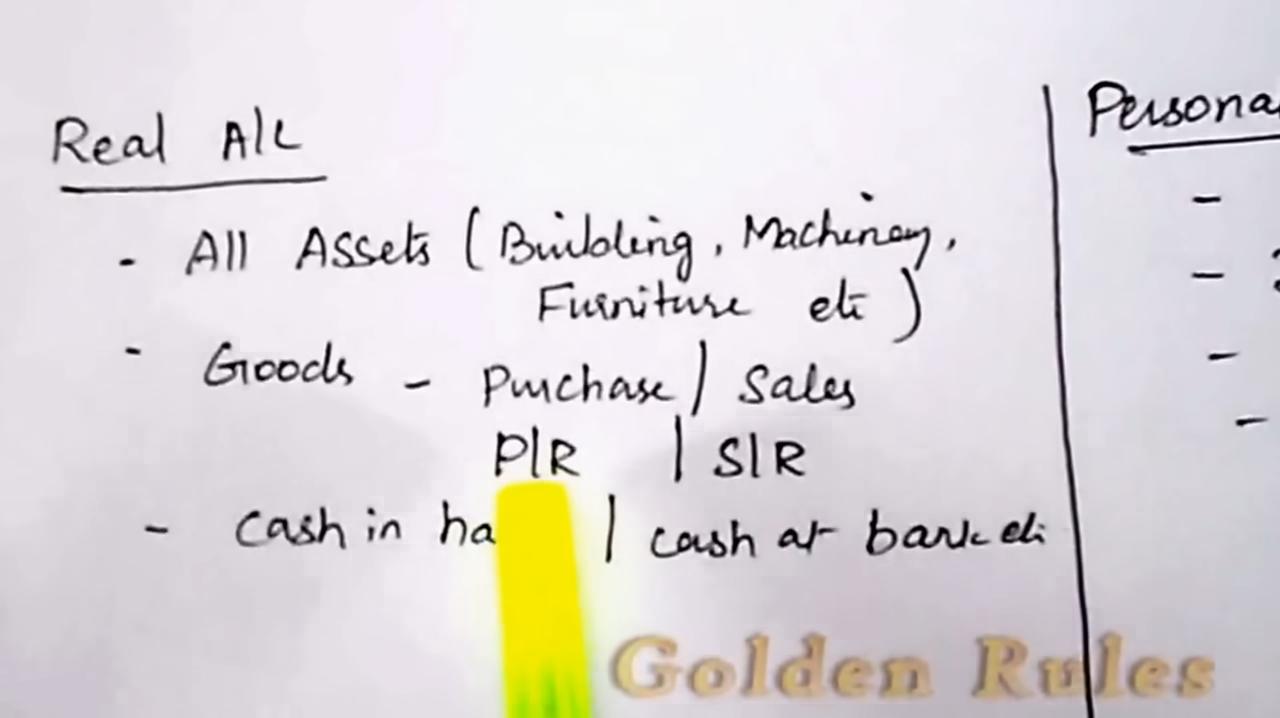 Real A/c
- All Assets (Building, Machinery,
Furniture etc)
- Goods - Purchase / Sales
P/R / S/R
- Cash in ha / cash at bank etc
Persona
-
-
-
-
Golden Rules